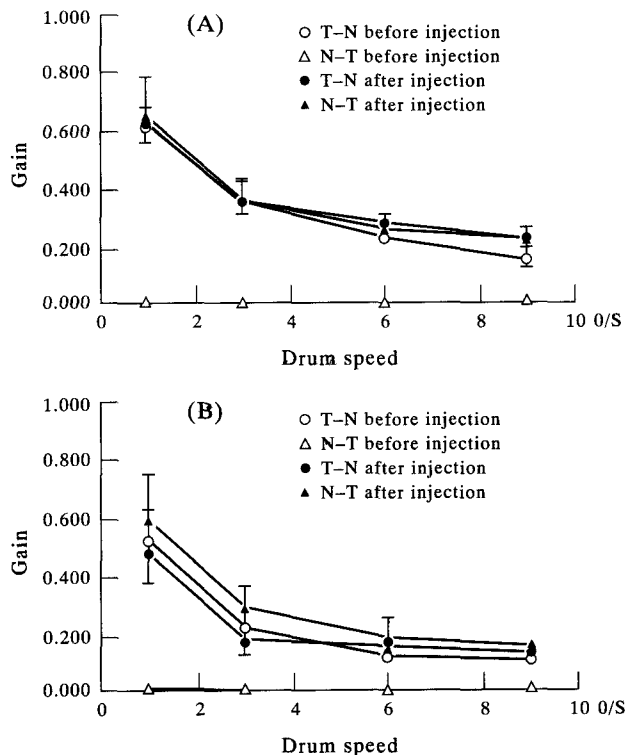 (A)
○ T–N before injection
△ N–T before injection
● T–N after injection
▲ N–T after injection
Gain
1.000
0.800
0.600
0.400
0.200
0.000
0 2 4 6 8 10 0/S
Drum speed
(B)
○ T–N before injection
△ N–T before injection
● T–N after injection
▲ N–T after injection
Gain
1.000
0.800
0.600
0.400
0.200
0.000
0 2 4 6 8 10 0/S
Drum speed